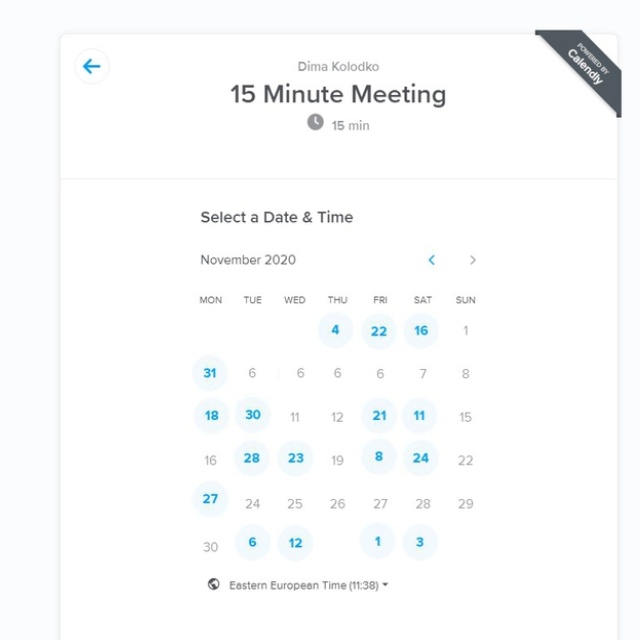 POWERED BY
Calendly
Dima Kolodko
15 Minute Meeting
15 min
Select a Date & Time
November 2020
MON TUE WED THU FRI SAT SUN
4 22 16 1
31 6 6 6 6 7 8
18 30 11 12 21 11 15
16 28 23 19 8 24 22
27 24 25 26 27 28 29
30 6 12 1 3
Eastern European Time (11:38)